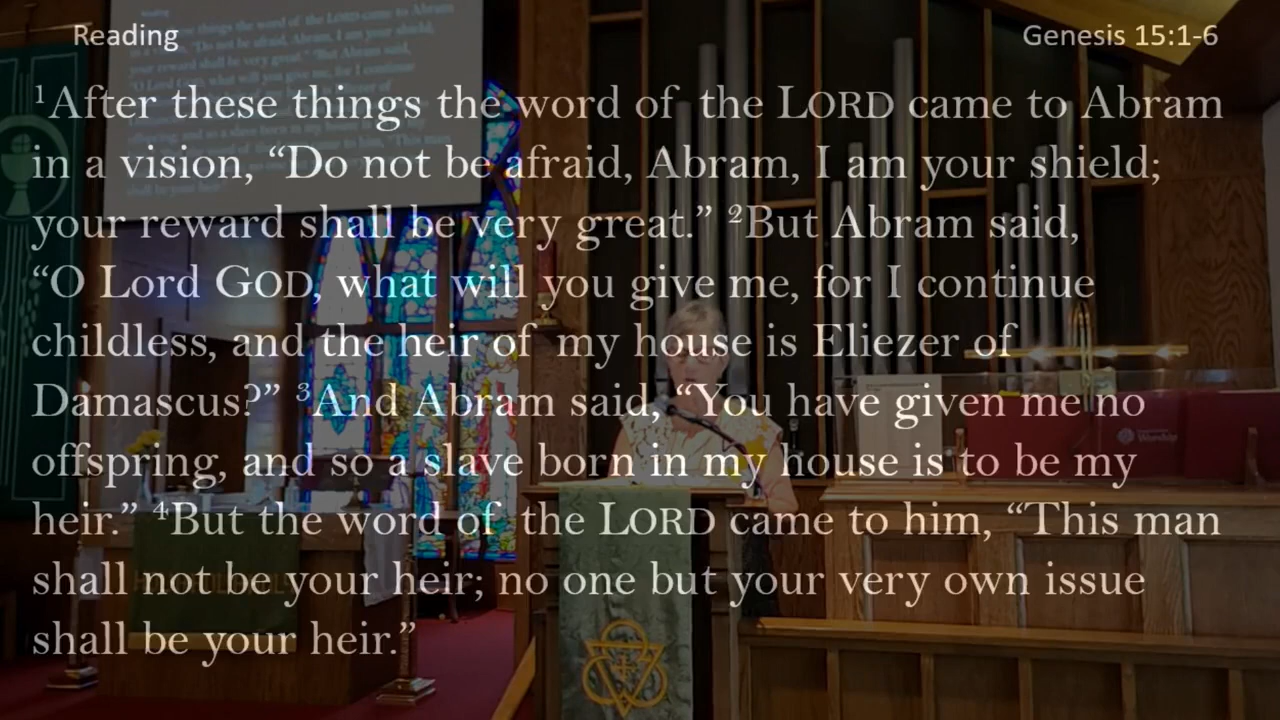 Reading
Genesis 15:1-6
¹After these things the word of the LORD came to Abram
in a vision, “Do not be afraid, Abram, I am your shield;
your reward shall be very great.” ²But Abram said,
“O Lord GOD, what will you give me, for I continue
childless, and the heir of my house is Eliezer of
Damascus?” ³And Abram said, “You have given me no
offspring, and so a slave born in my house is to be my
heir.” ⁴But the word of the LORD came to him, “This man
shall not be your heir; no one but your very own issue
shall be your heir.”